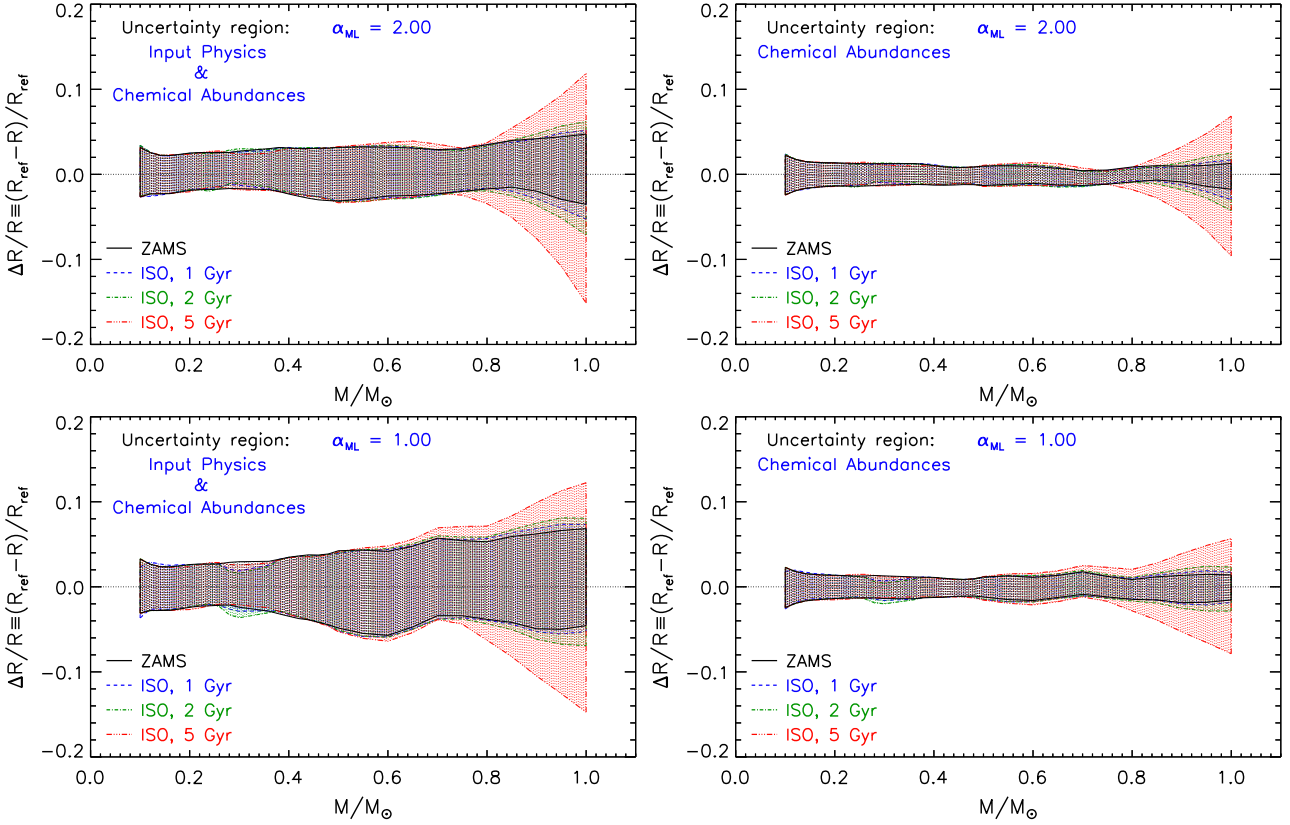 Uncertainty region: α_ML = 2.00
Input Physics
&
Chemical Abundances
0.2
0.1
0.0
−0.1
−0.2
ΔR/R≡(R_ref−R)/R_ref
ZAMS
ISO, 1 Gyr
ISO, 2 Gyr
ISO, 5 Gyr
0.0 0.2 0.4 0.6 0.8 1.0
M/M_⊙
Uncertainty region: α_ML = 2.00
Chemical Abundances
0.2
0.1
0.0
−0.1
−0.2
ΔR/R≡(R_ref−R)/R_ref
ZAMS
ISO, 1 Gyr
ISO, 2 Gyr
ISO, 5 Gyr
0.0 0.2 0.4 0.6 0.8 1.0
M/M_⊙
Uncertainty region: α_ML = 1.00
Input Physics
&
Chemical Abundances
0.2
0.1
0.0
−0.1
−0.2
ΔR/R≡(R_ref−R)/R_ref
ZAMS
ISO, 1 Gyr
ISO, 2 Gyr
ISO, 5 Gyr
0.0 0.2 0.4 0.6 0.8 1.0
M/M_⊙
Uncertainty region: α_ML = 1.00
Chemical Abundances
0.2
0.1
0.0
−0.1
−0.2
ΔR/R≡(R_ref−R)/R_ref
ZAMS
ISO, 1 Gyr
ISO, 2 Gyr
ISO, 5 Gyr
0.0 0.2 0.4 0.6 0.8 1.0
M/M_⊙